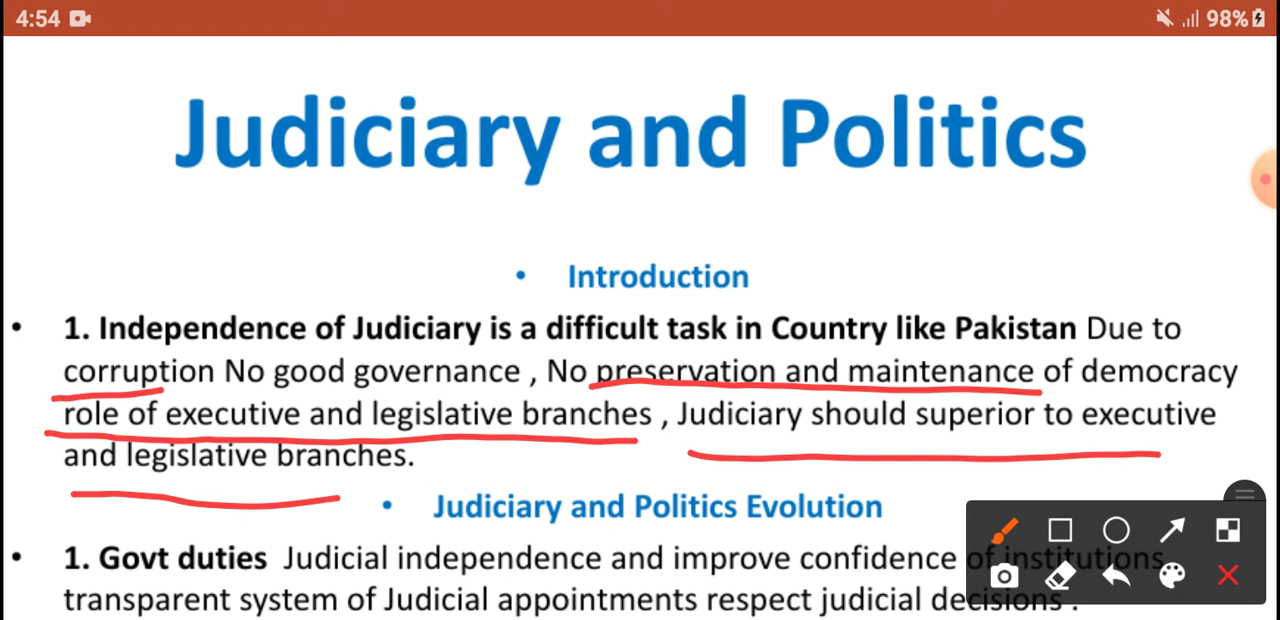 4:54 98%
Judiciary and Politics
• Introduction
• 1. Independence of Judiciary is a difficult task in Country like Pakistan Due to
corruption No good governance , No preservation and maintenance of democracy
role of executive and legislative branches , Judiciary should superior to executive
and legislative branches.
• Judiciary and Politics Evolution
• 1. Govt duties Judicial independence and improve confidence of institutions
transparent system of Judicial appointments respect judicial decisions .